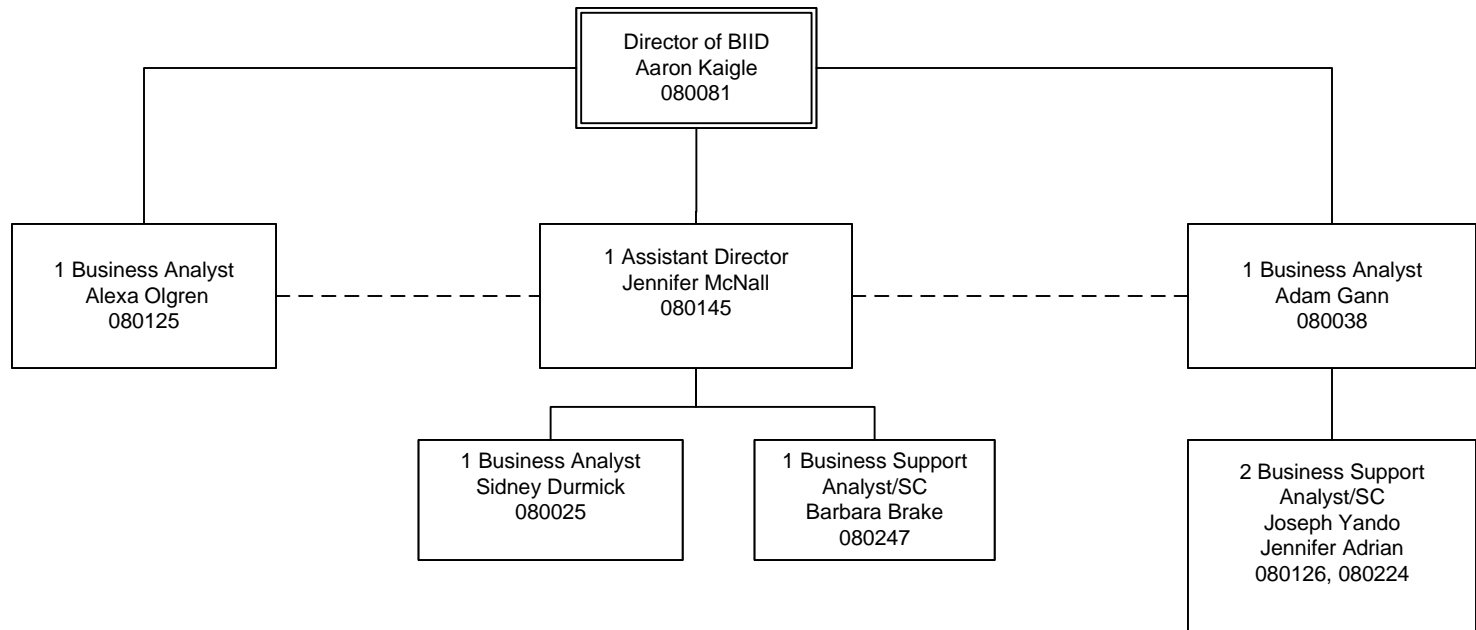 Director of BIID
Aaron Kaigle
080081
1 Business Analyst
Alexa Olgren
080125
1 Assistant Director
Jennifer McNall
080145
1 Business Analyst
Adam Gann
080038
1 Business Analyst
Sidney Durmick
080025
1 Business Support
Analyst/SC
Barbara Brake
080247
2 Business Support
Analyst/SC
Joseph Yando
Jennifer Adrian
080126, 080224